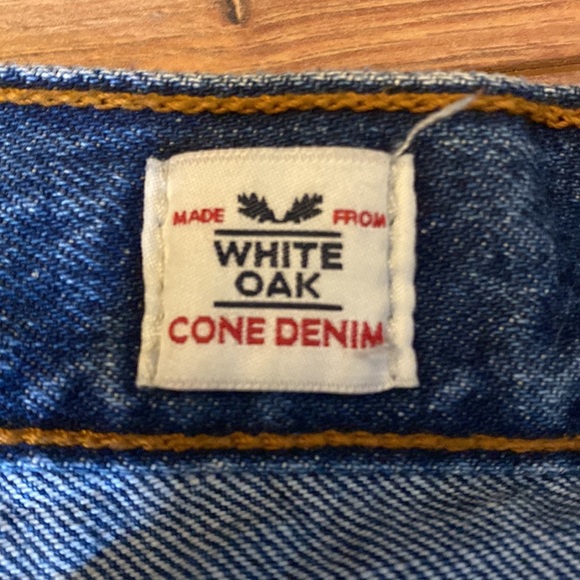 MADE FROM
WHITE
OAK
CONE DENIM